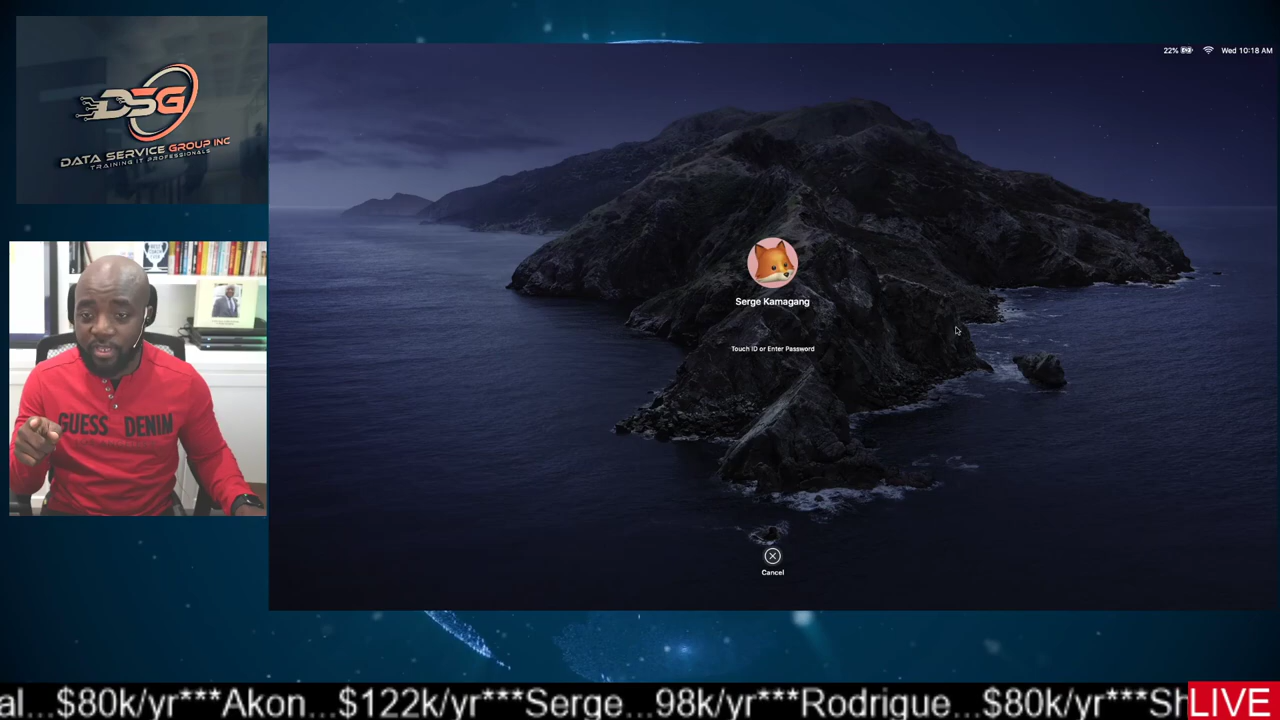 DSG
DATA SERVICE GROUP INC
TRAINING IT PROFESSIONALS
22%
Wed 10:18 AM
Serge Kamagang
Touch ID or Enter Password
Cancel
GUESS DENIM
al...$80k/yr***Akon...$122k/yr***Serge...98k/yr***Rodrigue...$80k/yr***Sh
LIVE